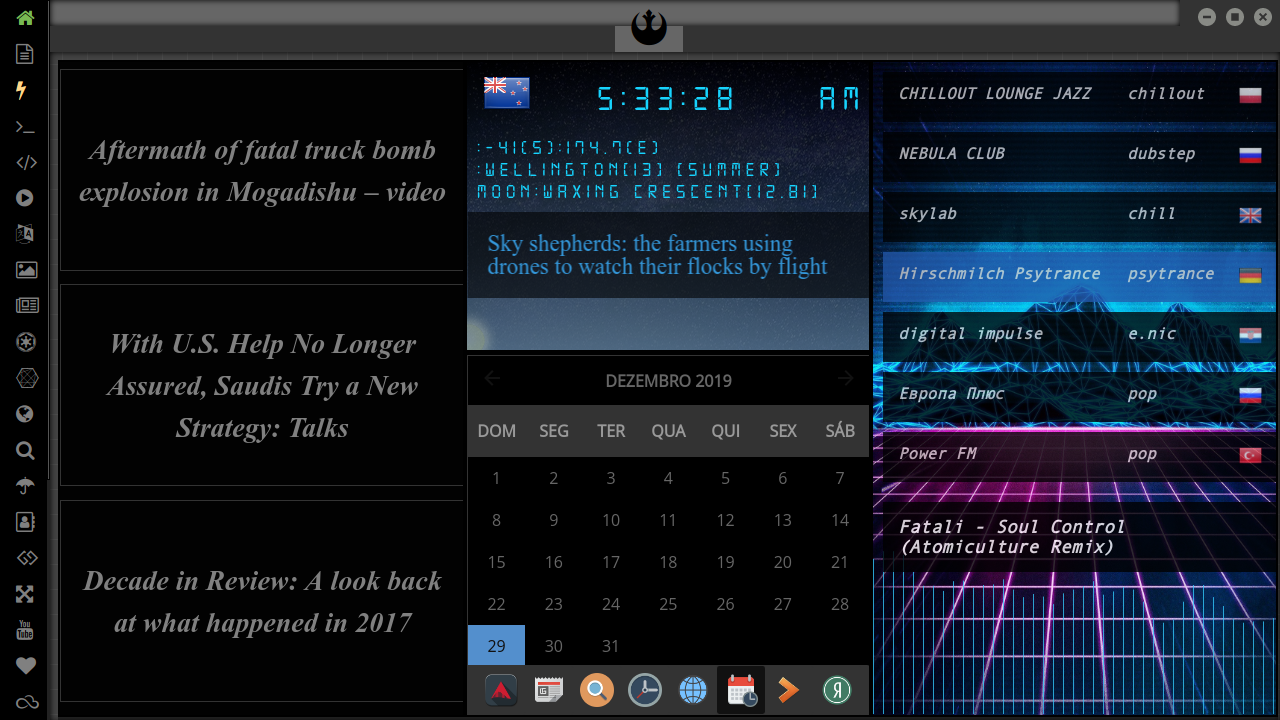 Aftermath of fatal truck bomb
explosion in Mogadishu – video
With U.S. Help No Longer
Assured, Saudis Try a New
Strategy: Talks
Decade in Review: A look back
at what happened in 2017
5:33:28 AM
:-41(S):174.7(E)
:WELLINGTON(13) (SUMMER)
MOON:WAXING CRESCENT(12.81)
Sky shepherds: the farmers using
drones to watch their flocks by flight
DEZEMBRO 2019
DOM SEG TER QUA QUI SEX SÁB
1 2 3 4 5 6 7
8 9 10 11 12 13 14
15 16 17 18 19 20 21
22 23 24 25 26 27 28
29 30 31
Я
CHILLOUT LOUNGE JAZZ chillout
NEBULA CLUB dubstep
skylab chill
Hirschmilch Psytrance psytrance
digital impulse e.nic
Европа Плюс pop
Power FM pop
Fatali - Soul Control
(Atomiculture Remix)
You
Tube